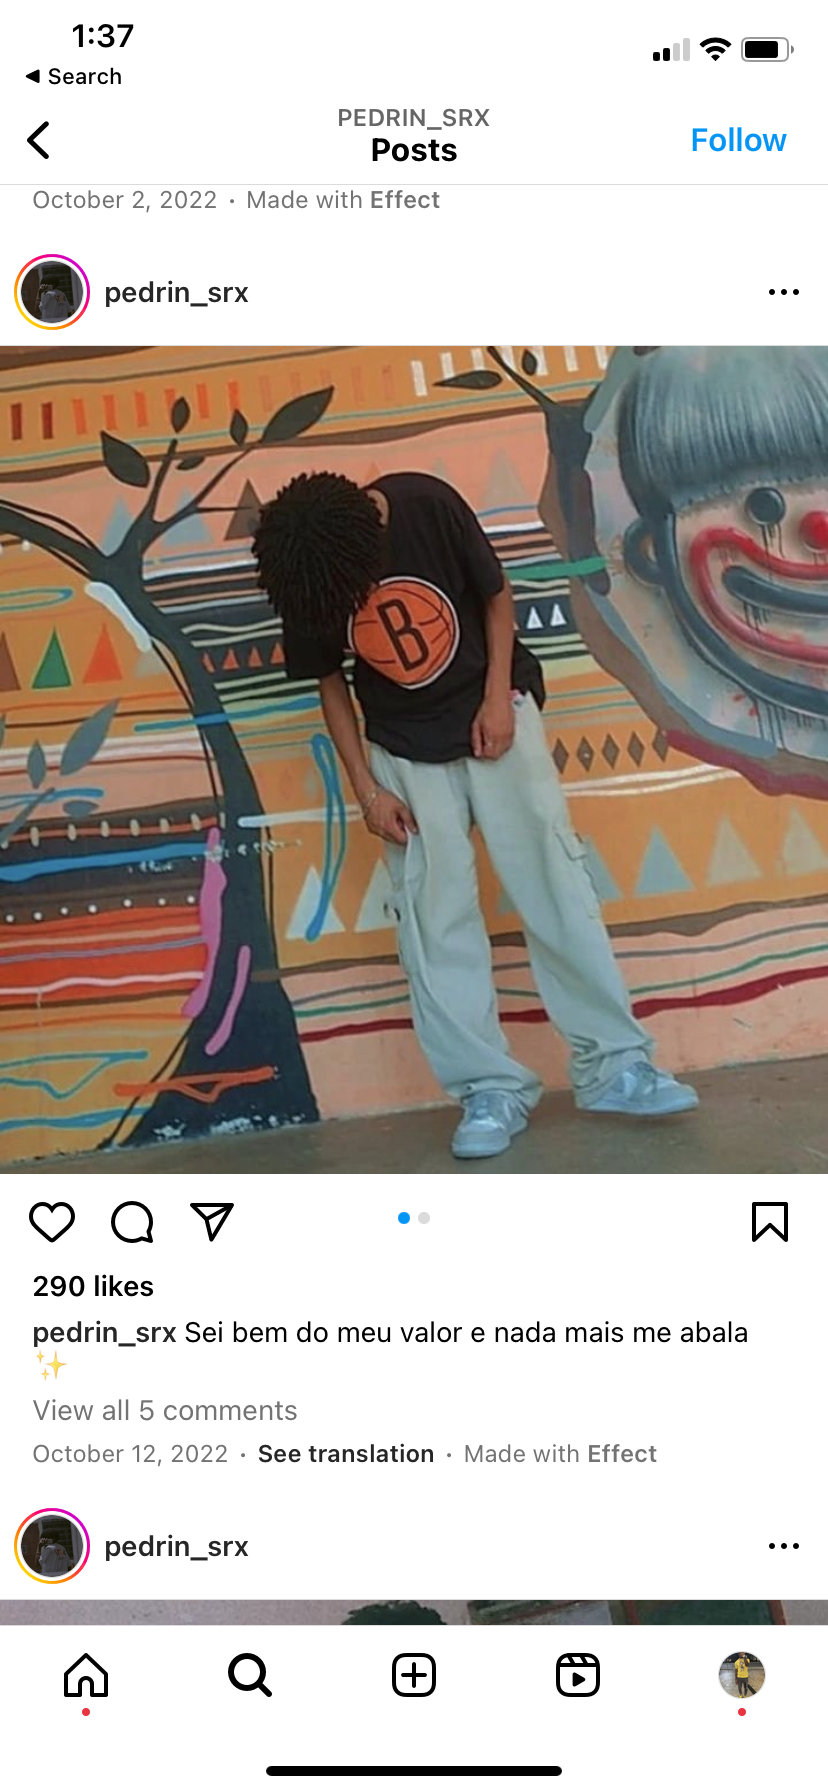 1:37
Search
PEDRIN_SRX
Posts
Follow
October 2, 2022 · Made with Effect
pedrin_srx
B
290 likes
pedrin_srx Sei bem do meu valor e nada mais me abala
✨
View all 5 comments
October 12, 2022 · See translation · Made with Effect
pedrin_srx